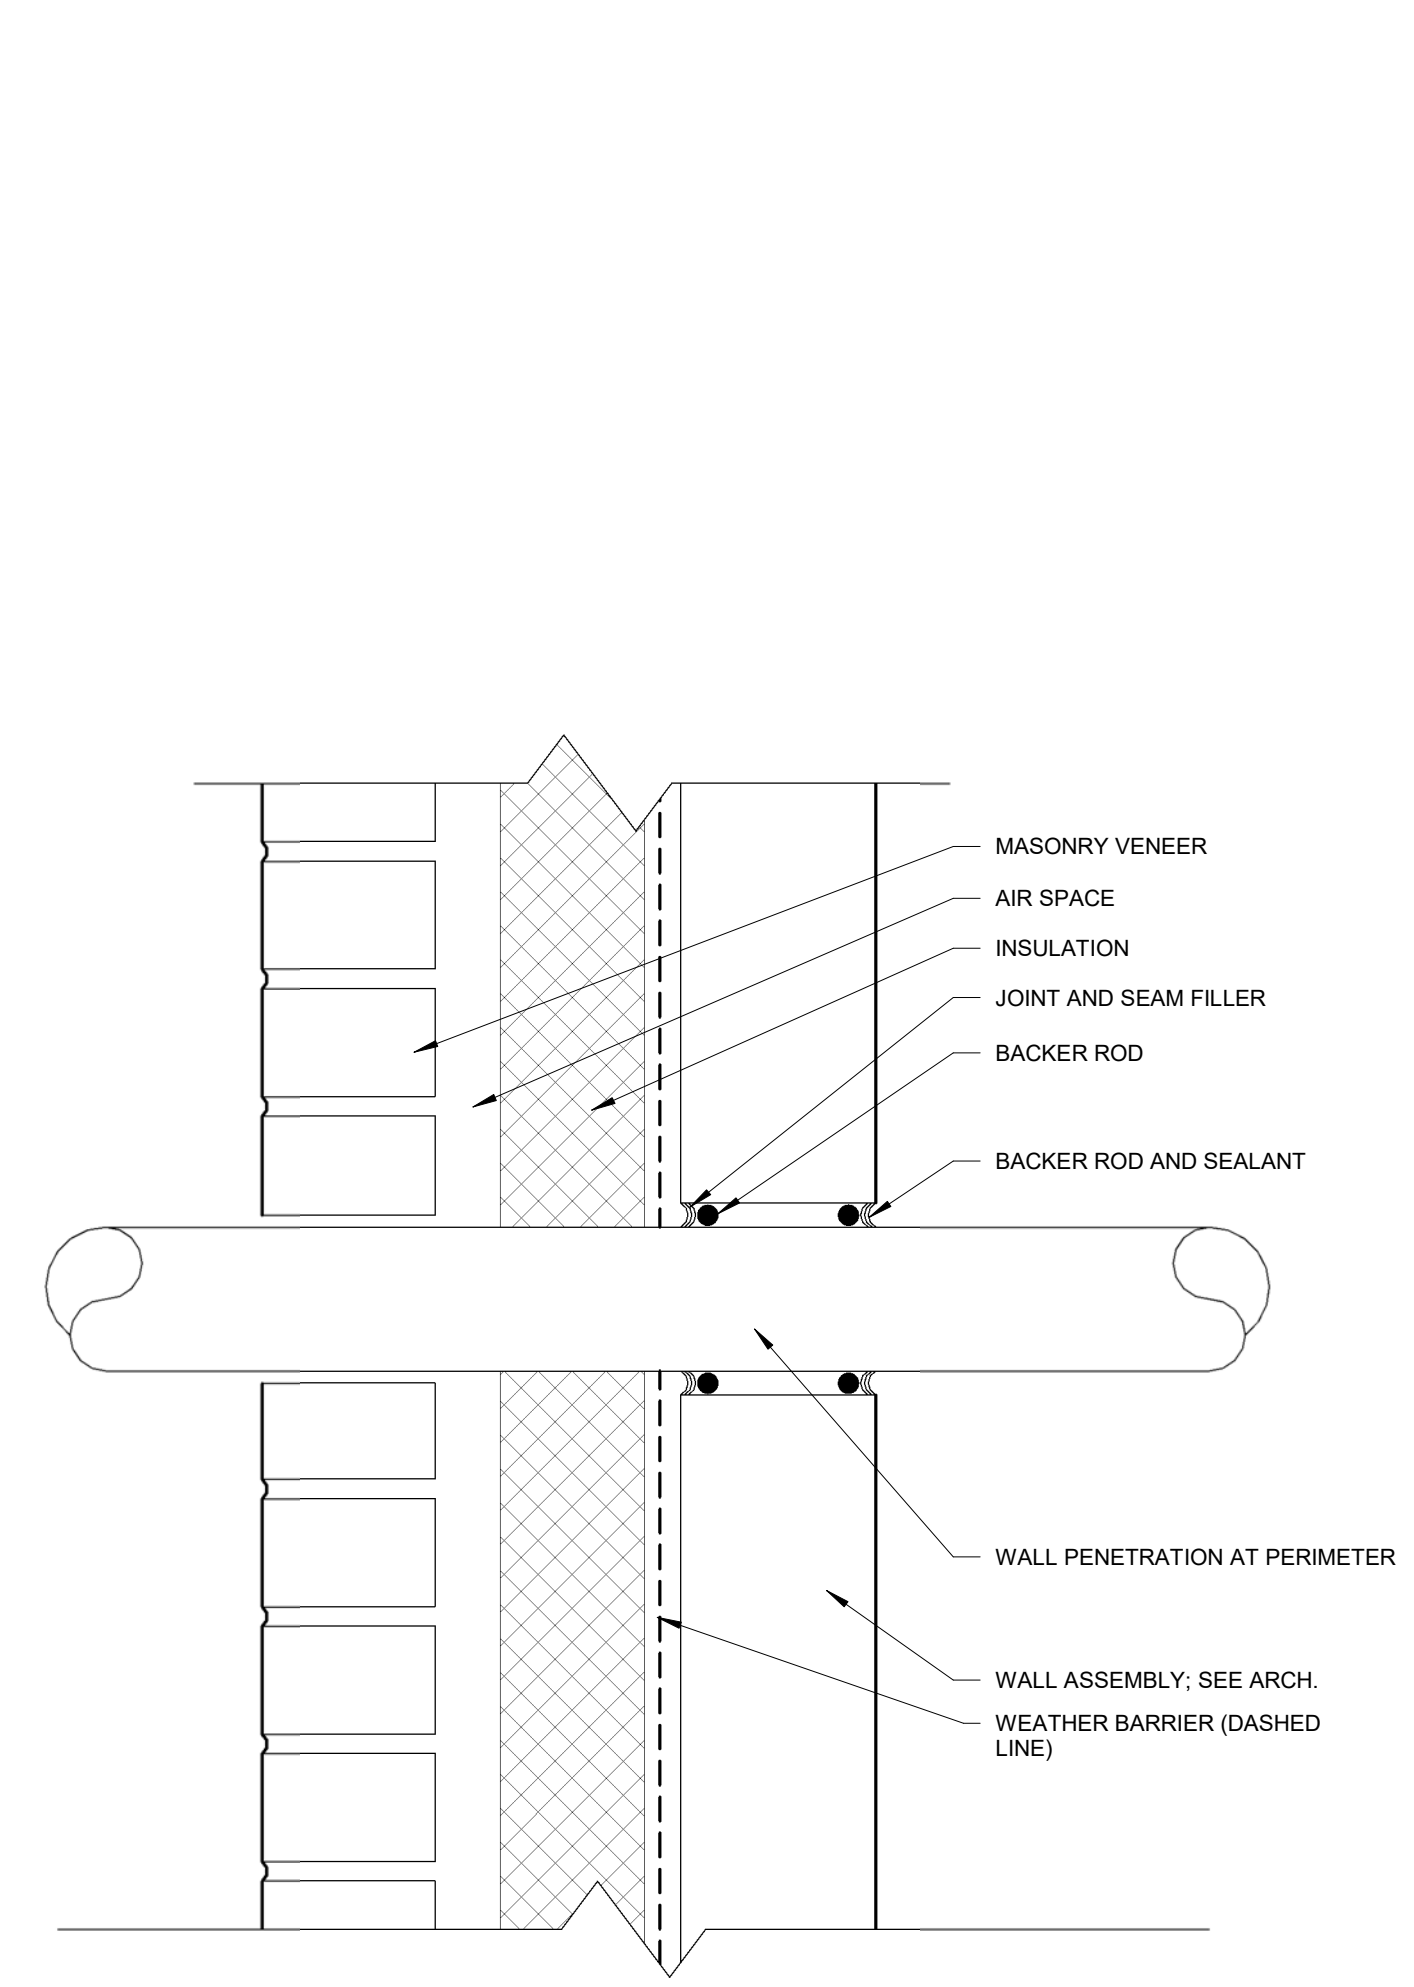 MASONRY VENEER
AIR SPACE
INSULATION
JOINT AND SEAM FILLER
BACKER ROD
BACKER ROD AND SEALANT
WALL PENETRATION AT PERIMETER
WALL ASSEMBLY; SEE ARCH.
WEATHER BARRIER (DASHED
LINE)